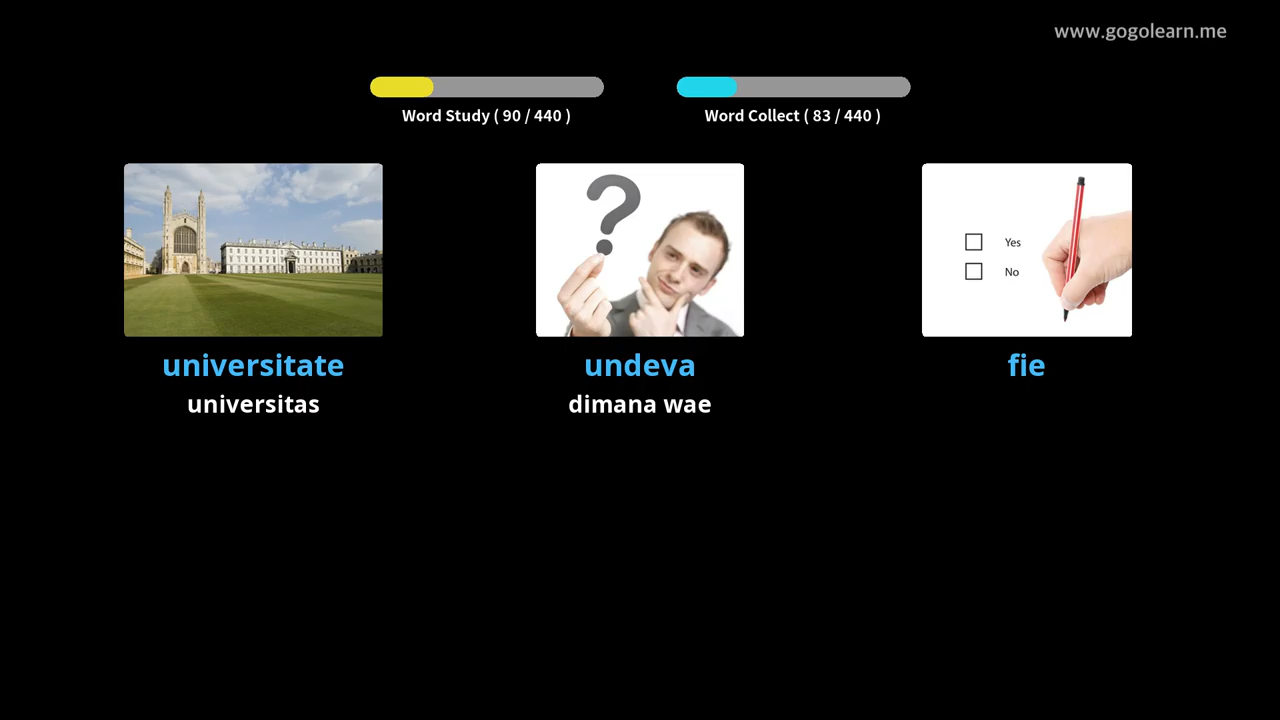 www.gogolearn.me
Word Study ( 90 / 440 )
Word Collect ( 83 / 440 )
Yes
No
universitate
undeva
fie
universitas
dimana wae